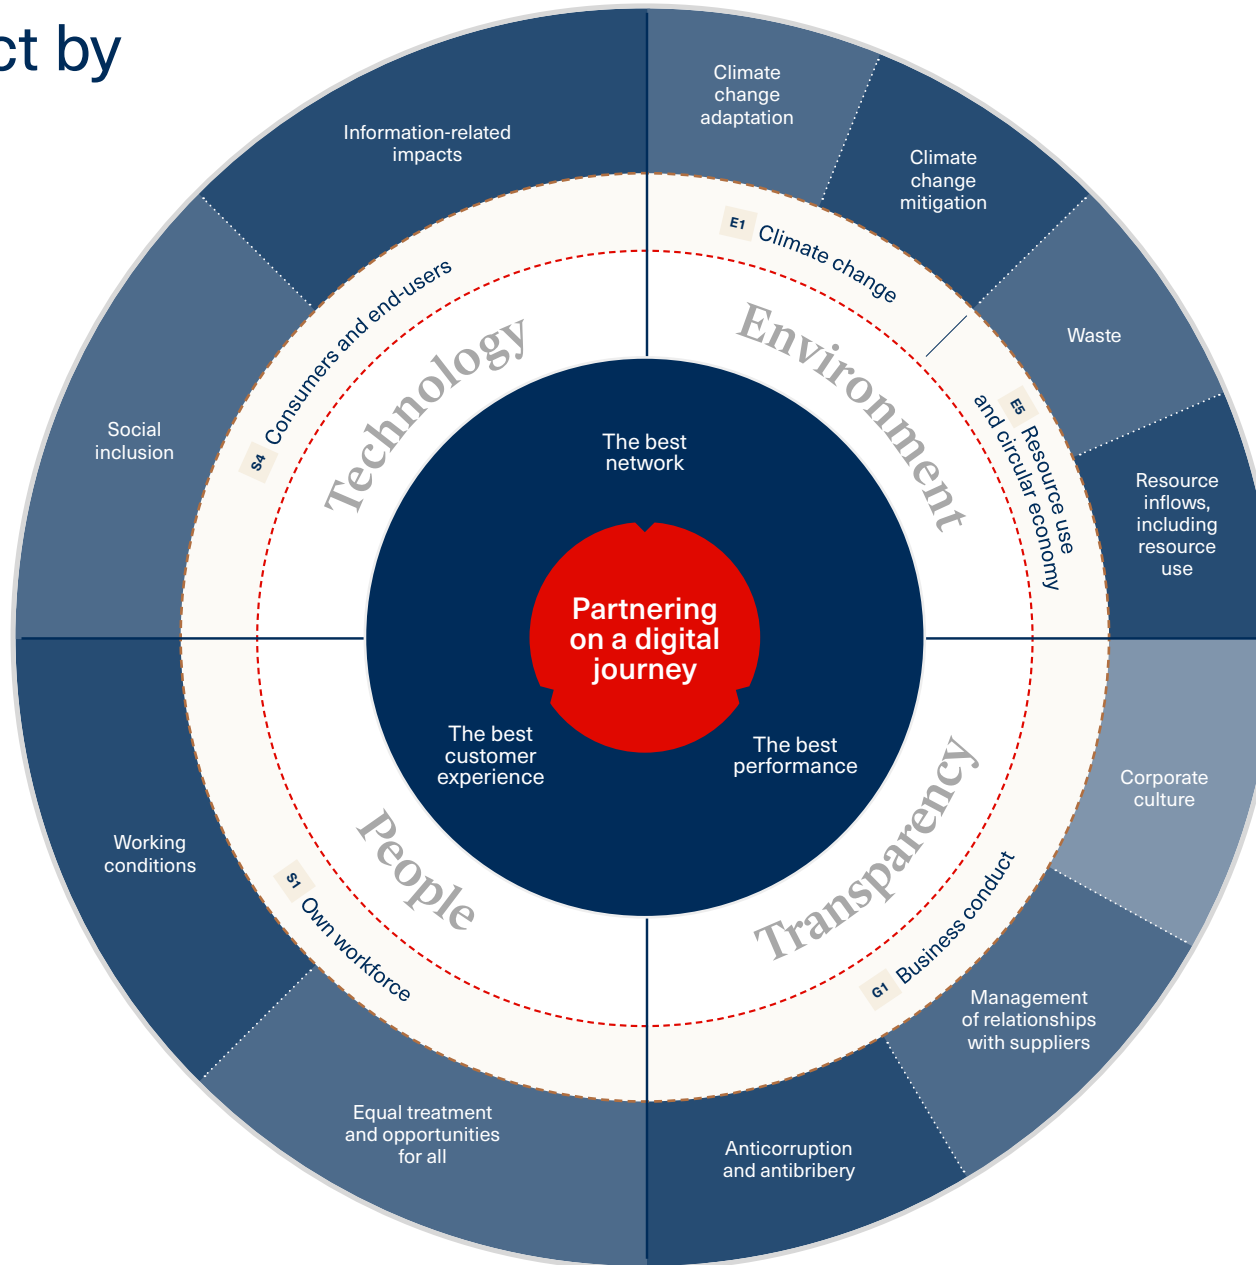 ct by
Information-related
impacts
Climate
change
adaptation
Climate
change
mitigation
Waste
Resource
inflows,
including
resource
use
Corporate
culture
Management
of relationships
with suppliers
Anticorruption
and antibribery
Equal treatment
and opportunities
for all
Working
conditions
Social
inclusion
S4 Consumers and end-users
E1 Climate change
E5 Resource use
and circular economy
G1 Business conduct
S1 Own workforce
Technology
Environment
Transparency
People
The best
network
Partnering
on a digital
journey
The best
customer
experience
The best
performance